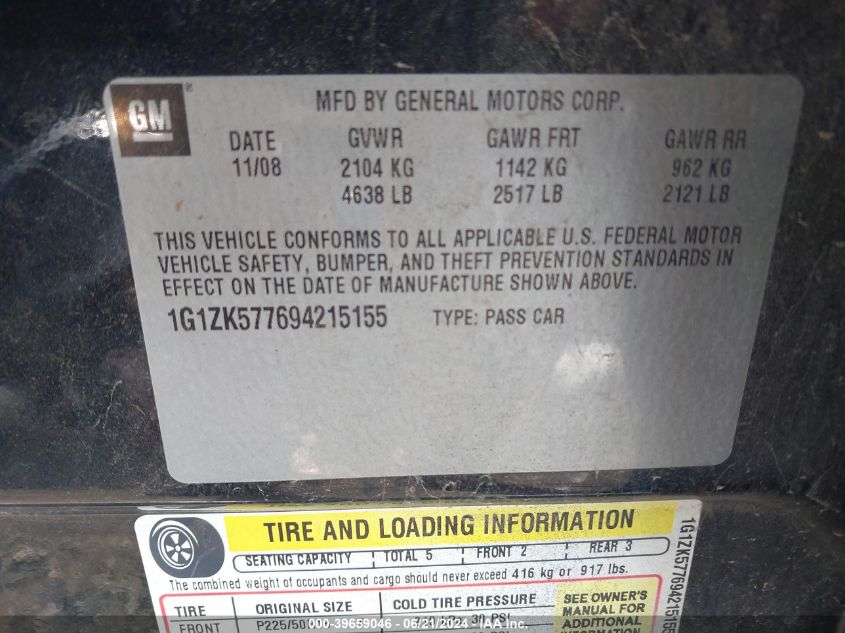 GM ®
MFD BY GENERAL MOTORS CORP.
DATE GVWR GAWR FRT GAWR RR
11/08 2104 KG 1142 KG 962 KG
4638 LB 2517 LB 2121 LB
THIS VEHICLE CONFORMS TO ALL APPLICABLE U.S. FEDERAL MOTOR
VEHICLE SAFETY, BUMPER, AND THEFT PREVENTION STANDARDS IN
EFFECT ON THE DATE OF MANUFACTURE SHOWN ABOVE.
1G1ZK577694215155 TYPE: PASS CAR
TIRE AND LOADING INFORMATION
SEATING CAPACITY TOTAL 5 FRONT 2 REAR 3
The combined weight of occupants and cargo should never exceed 416 kg or 917 lbs.
TIRE ORIGINAL SIZE COLD TIRE PRESSURE
SEE OWNER'S
MANUAL FOR
ADDITIONAL
FRONT P225/50
1G1ZK577694215155
000-39659046 - 06/21/2024 - IAA Inc.